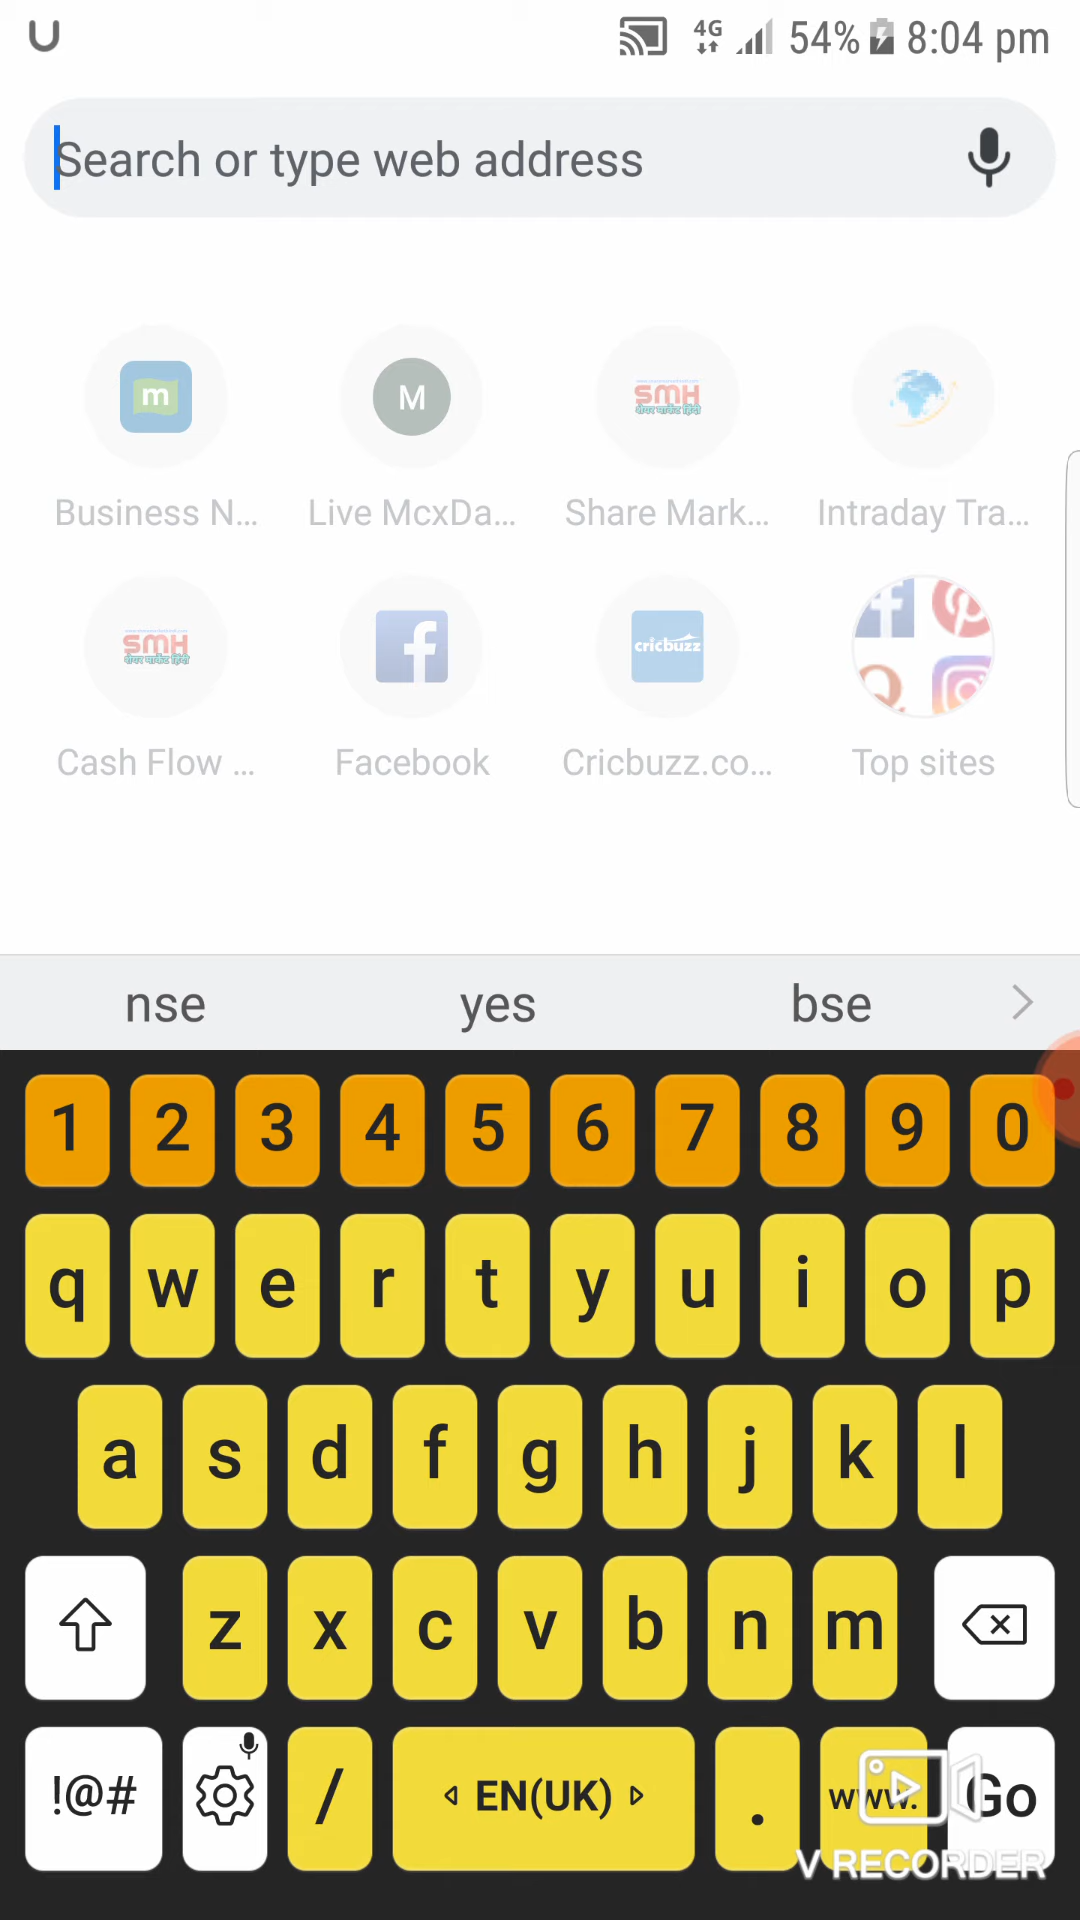 4G 54% 8:04 pm
Search or type web address
m M SMH
शेयर मार्केट हिंदी
Business N... Live McxDa... Share Mark... Intraday Tra...
SMH
शेयर मार्केट हिंदी
f cricbuzz
Cash Flow ... Facebook Cricbuzz.co... Top sites
nse yes bse
1 2 3 4 5 6 7 8 9 0
q w e r t y u i o p
a s d f g h j k l
z x c v b n m
!@# / EN(UK) . www. Go
V RECORDER